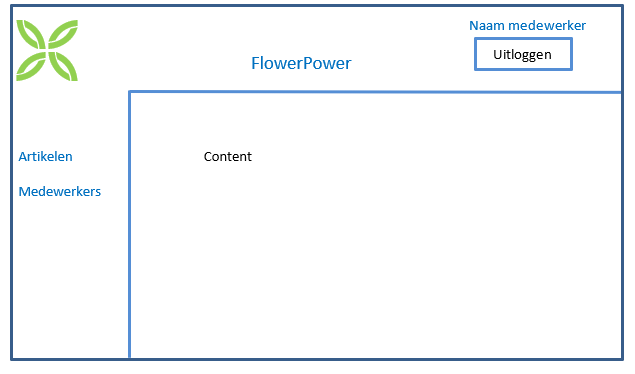 Naam medewerker
Uitloggen
FlowerPower
Artikelen
Content
Medewerkers